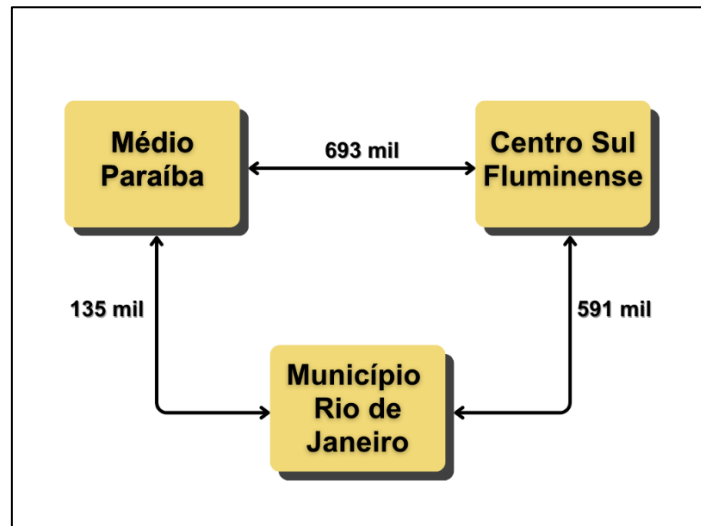 Médio
Paraíba
693 mil
Centro Sul
Fluminense
135 mil
591 mil
Município
Rio de
Janeiro